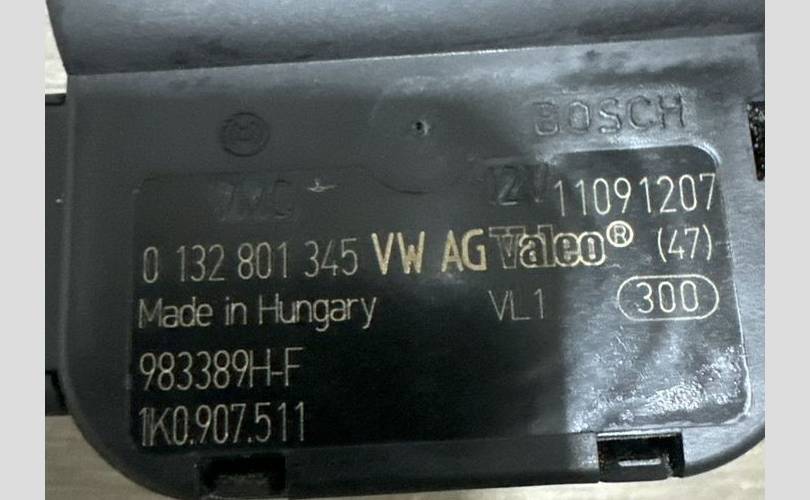 BOSCH
12V 11091207
0 132 801 345 VW AG Valeo® (47)
Made in Hungary VL1 300
983389H-F
1K0.907.511